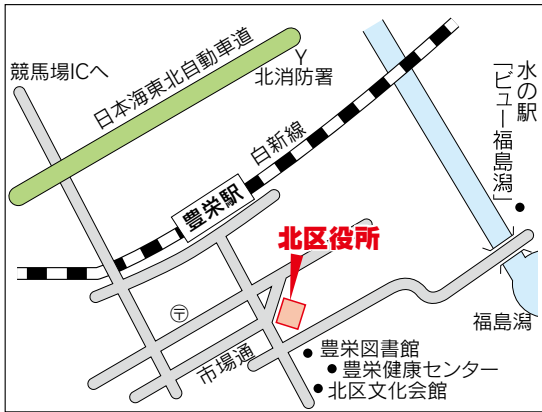 競馬場ICへ
日本海東北自動車道
Y
北消防署
水の駅
「ビュー福島潟」
白新線
豊栄駅
北区役所
〒
福島潟
市場通
豊栄図書館
豊栄健康センター
北区文化会館